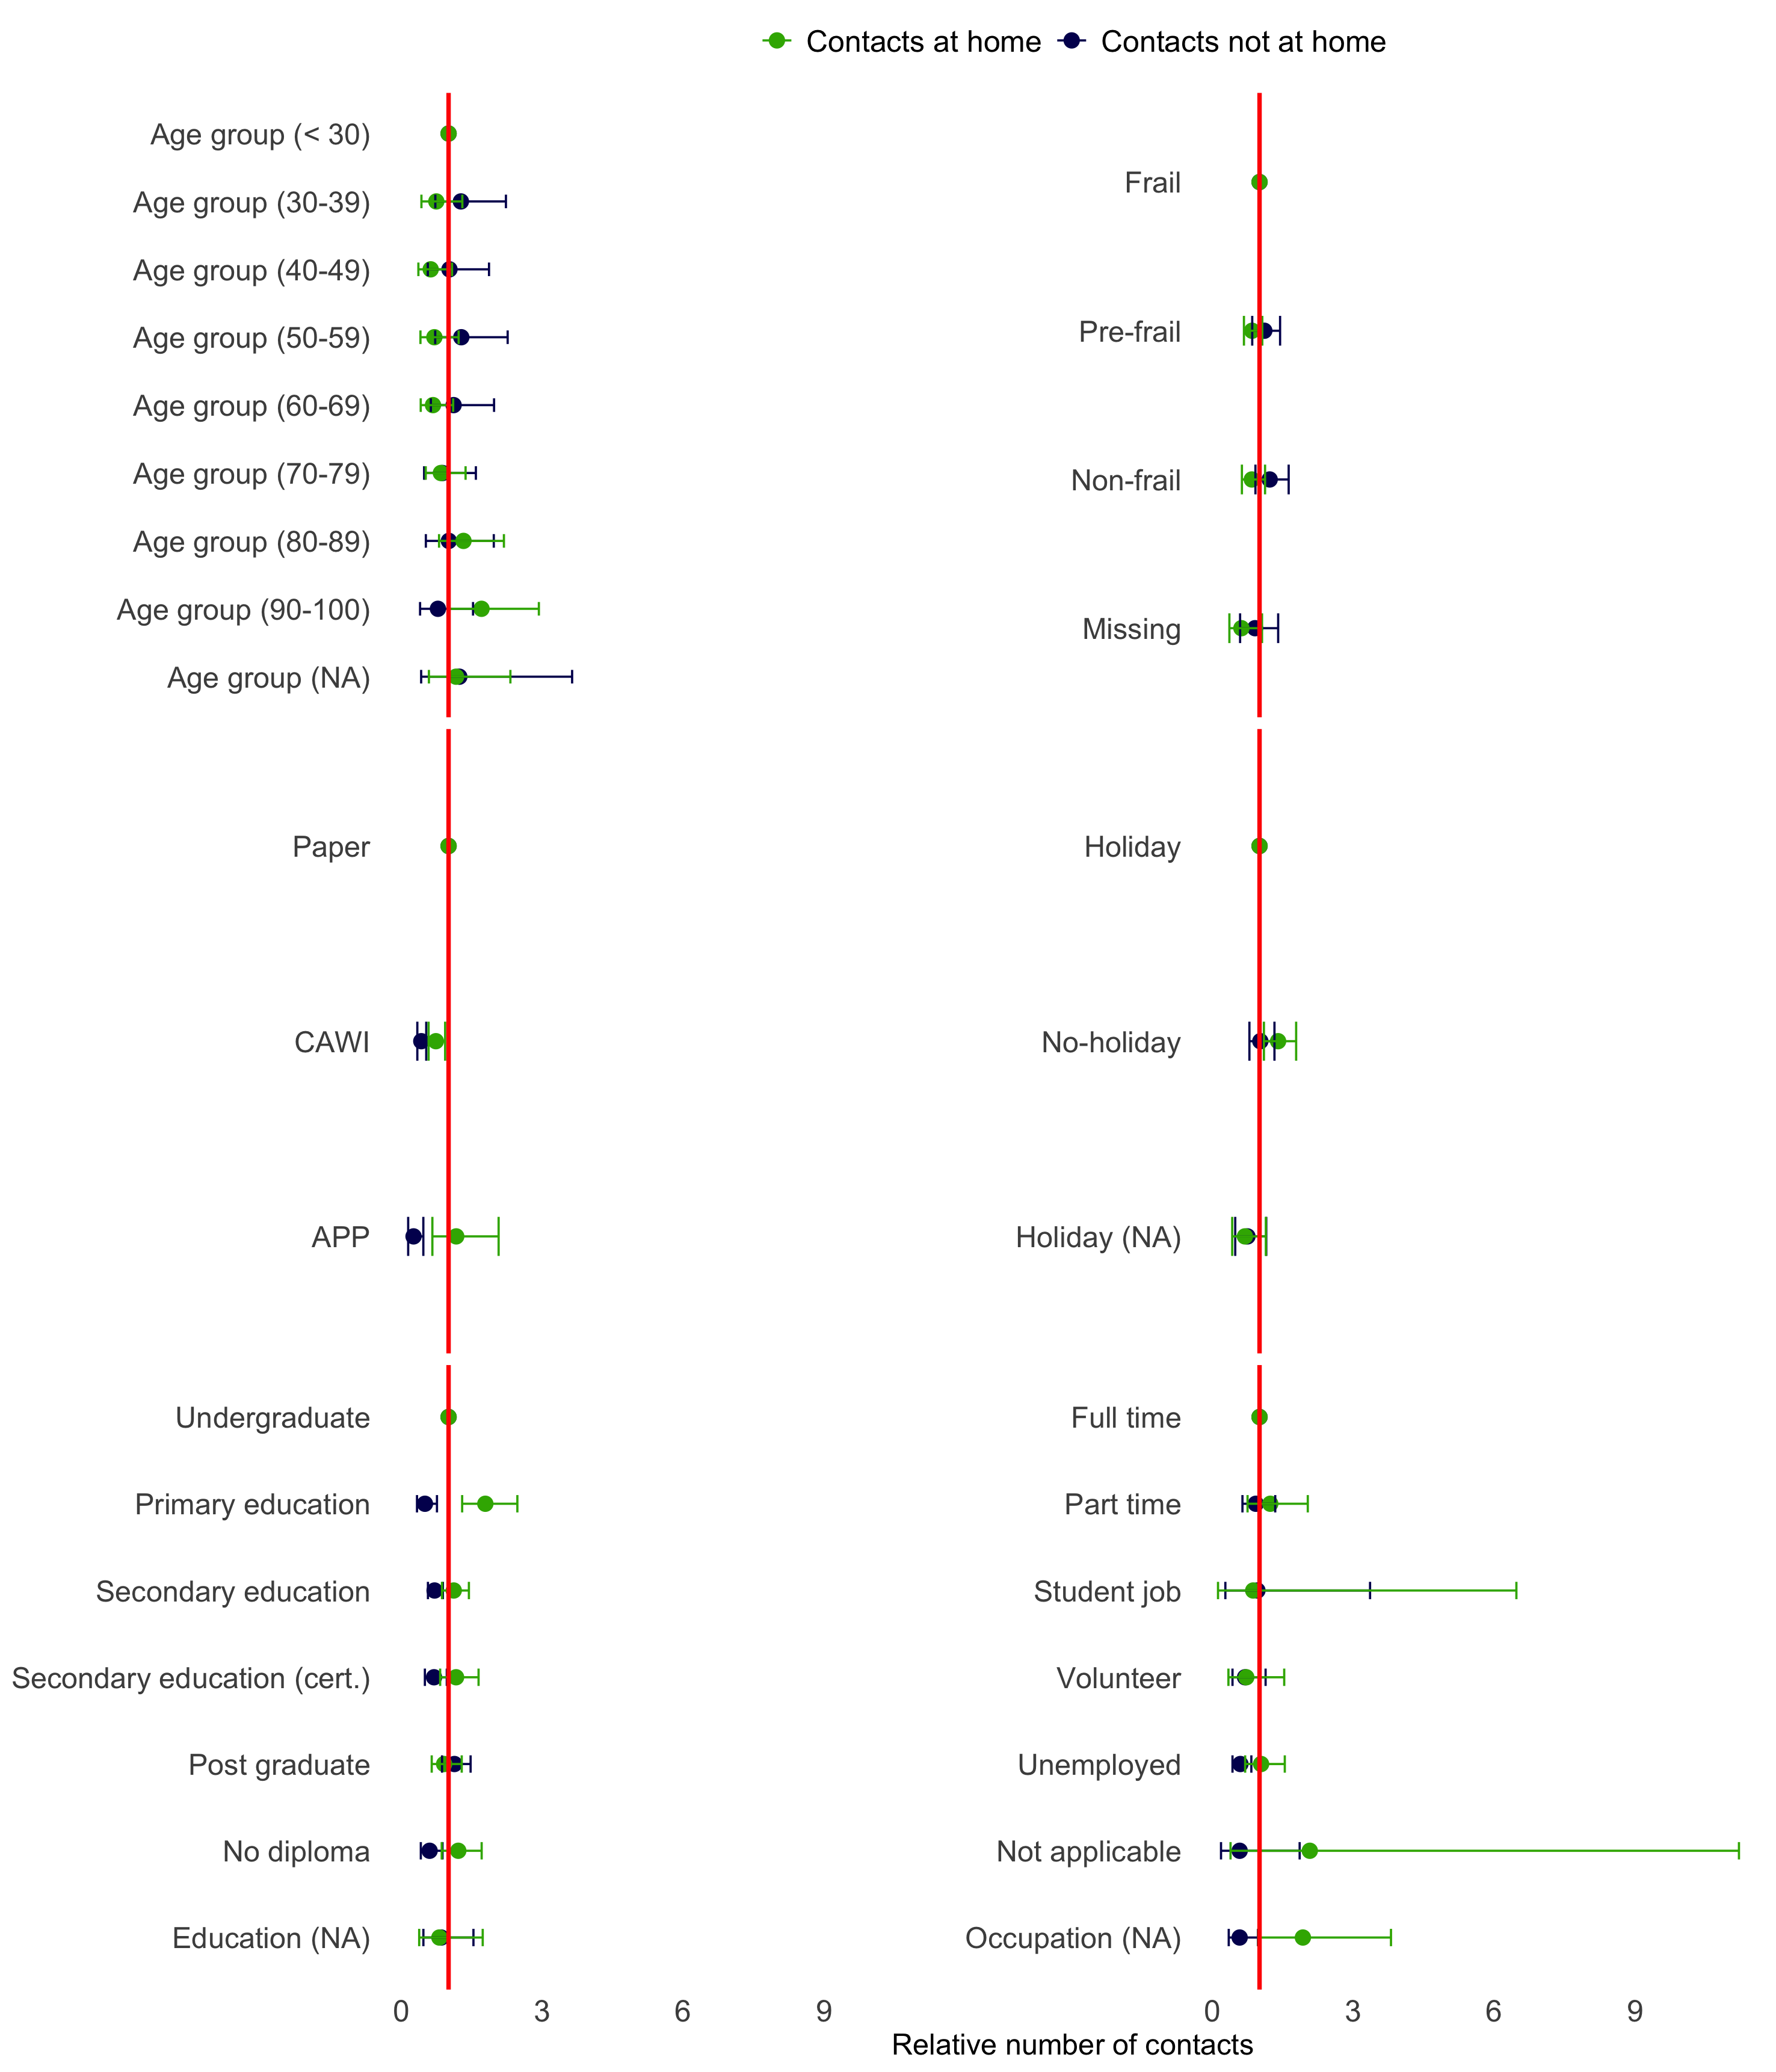 Contacts at home Contacts not at home
Age group (< 30)
Age group (30-39)
Age group (40-49)
Age group (50-59)
Age group (60-69)
Age group (70-79)
Age group (80-89)
Age group (90-100)
Age group (NA)
Frail
Pre-frail
Non-frail
Missing
Paper
CAWI
APP
Holiday
No-holiday
Holiday (NA)
Undergraduate
Primary education
Secondary education
Secondary education (cert.)
Post graduate
No diploma
Education (NA)
Full time
Part time
Student job
Volunteer
Unemployed
Not applicable
Occupation (NA)
0 3 6 9
0 3 6 9
Relative number of contacts